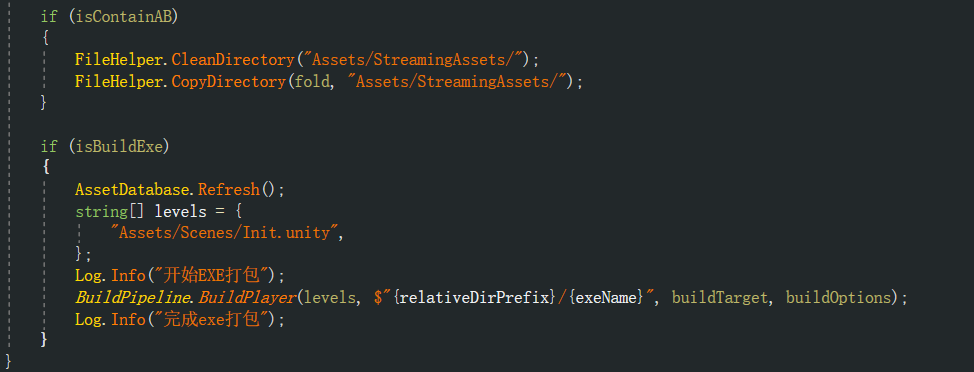 if (isContainAB)
{
FileHelper.CleanDirectory("Assets/StreamingAssets/");
FileHelper.CopyDirectory(fold, "Assets/StreamingAssets/");
}
if (isBuildExe)
{
AssetDatabase.Refresh();
string[] levels = {
"Assets/Scenes/Init.unity",
};
Log.Info("开始EXE打包");
BuildPipeline.BuildPlayer(levels, $"{relativeDirPrefix}/{exeName}", buildTarget, buildOptions);
Log.Info("完成exe打包");
}
}